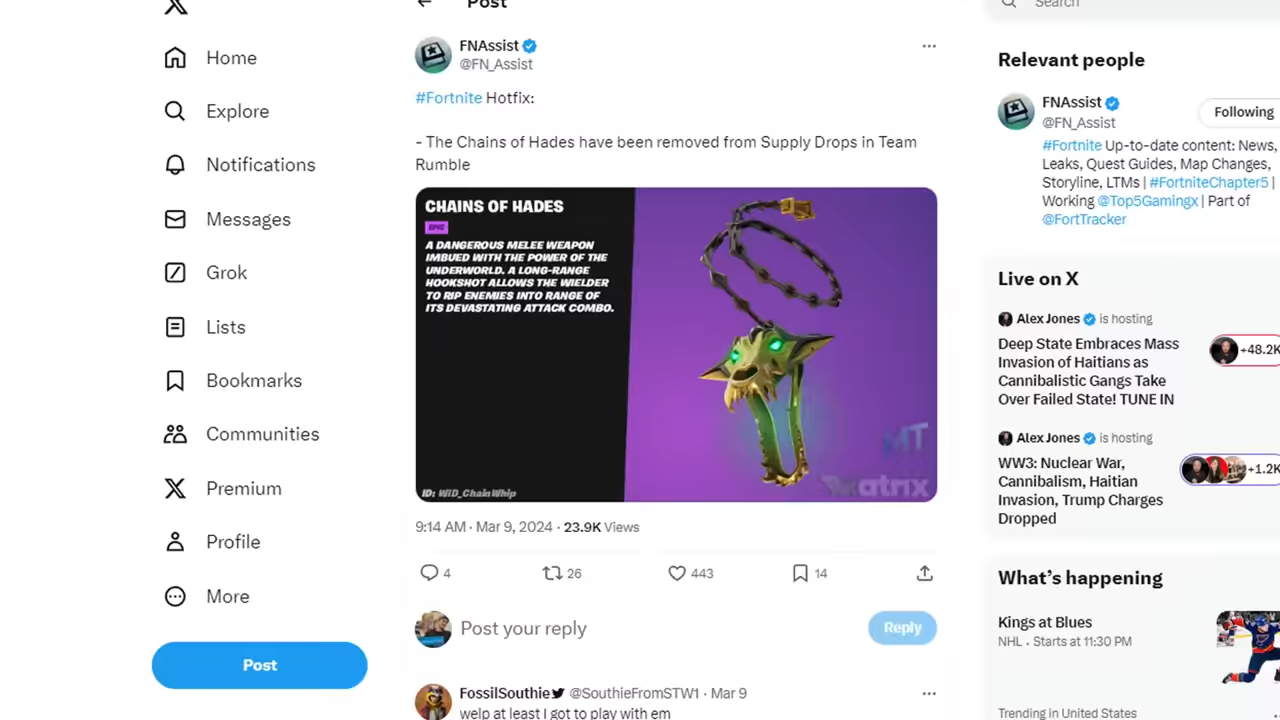 Home
Explore
Notifications
Messages
Grok
Lists
Bookmarks
Communities
Premium
Profile
More
Post
Post
FNAssist
@FN_Assist
#Fortnite Hotfix:
- The Chains of Hades have been removed from Supply Drops in Team
Rumble
CHAINS OF HADES
EPIC
A DANGEROUS MELEE WEAPON
IMBUED WITH THE POWER OF THE
UNDERWORLD. A LONG-RANGE
HOOKSHOT ALLOWS THE WIELDER
TO RIP ENEMIES INTO RANGE OF
ITS DEVASTATING ATTACK COMBO.
ID: WID_ChainWhip
MT
Matrix
9:14 AM · Mar 9, 2024 · 23.9K Views
4
26
443
14
Post your reply
Reply
FossilSouthie @SouthieFromSTW1 · Mar 9
welp at least I got to play with em
Search
Relevant people
FNAssist
@FN_Assist
Following
#Fortnite Up-to-date content: News,
Leaks, Quest Guides, Map Changes,
Storyline, LTMs | #FortniteChapter5 |
Working @Top5Gamingx | Part of
@FortTracker
Live on X
Alex Jones is hosting
Deep State Embraces Mass
Invasion of Haitians as
Cannibalistic Gangs Take
Over Failed State! TUNE IN
+48.2K
Alex Jones is hosting
WW3: Nuclear War,
Cannibalism, Haitian
Invasion, Trump Charges
Dropped
+1.2K
What's happening
Kings at Blues
NHL · Starts at 11:30 PM
Trending in United States